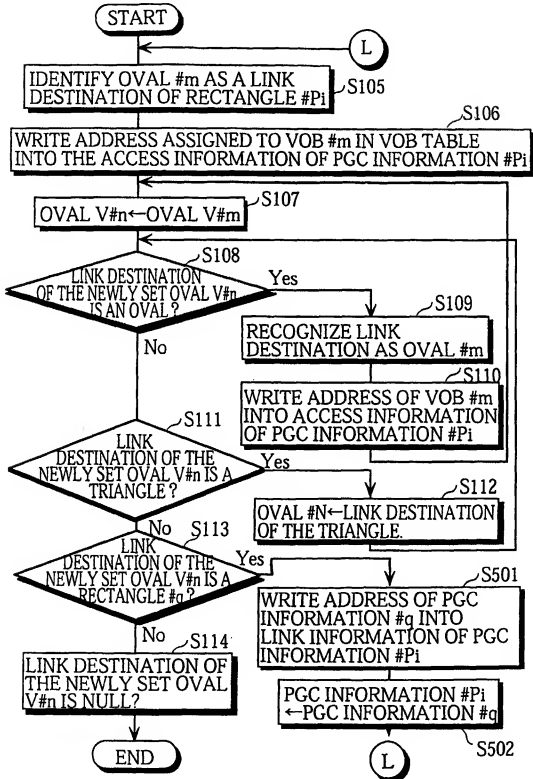 START
L
IDENTIFY OVAL #m AS A LINK
DESTINATION OF RECTANGLE #Pi
S105
S106
WRITE ADDRESS ASSIGNED TO VOB #m IN VOB TABLE
INTO THE ACCESS INFORMATION OF PGC INFORMATION #Pi
S107
OVAL V#n←OVAL V#m
S108
LINK
DESTINATION
OF THE NEWLY SET OVAL V#n
IS AN OVAL ?
Yes
No
S109
RECOGNIZE LINK
DESTINATION AS OVAL #m
S110
WRITE ADDRESS OF VOB #m
INTO ACCESS INFORMATION
OF PGC INFORMATION #Pi
S111
LINK
DESTINATION OF THE
NEWLY SET OVAL V#n IS A
TRIANGLE ?
Yes
No
S112
OVAL #N←LINK DESTINATION
OF THE TRIANGLE.
S113
LINK
DESTINATION OF THE
NEWLY SET OVAL V#n IS A
RECTANGLE #q ?
Yes
No
S501
WRITE ADDRESS OF PGC
INFORMATION #q INTO
LINK INFORMATION OF PGC
INFORMATION #Pi
S114
LINK DESTINATION OF
THE NEWLY SET OVAL
V#n IS NULL?
PGC INFORMATION #Pi
←PGC INFORMATION #q
S502
END
L